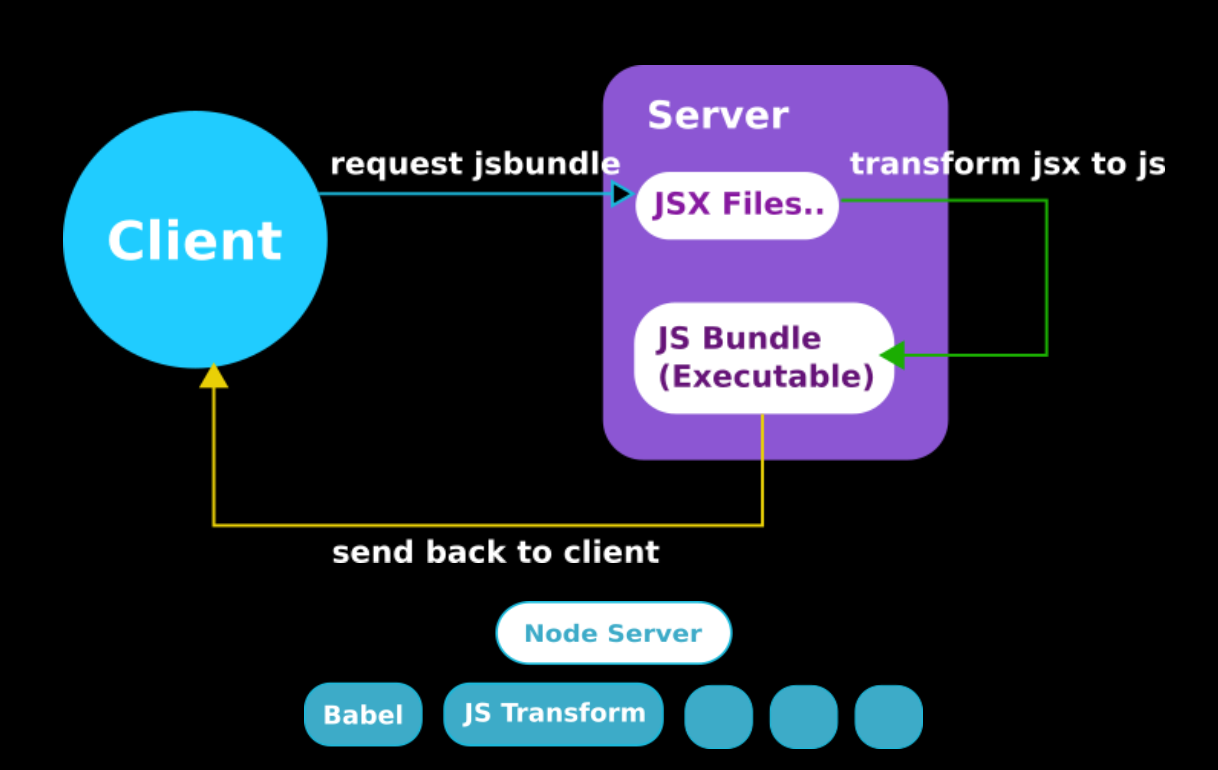 Server
request jsbundle
transform jsx to js
JSX Files..
Client
JS Bundle
(Executable)
send back to client
Node Server
Babel
JS Transform